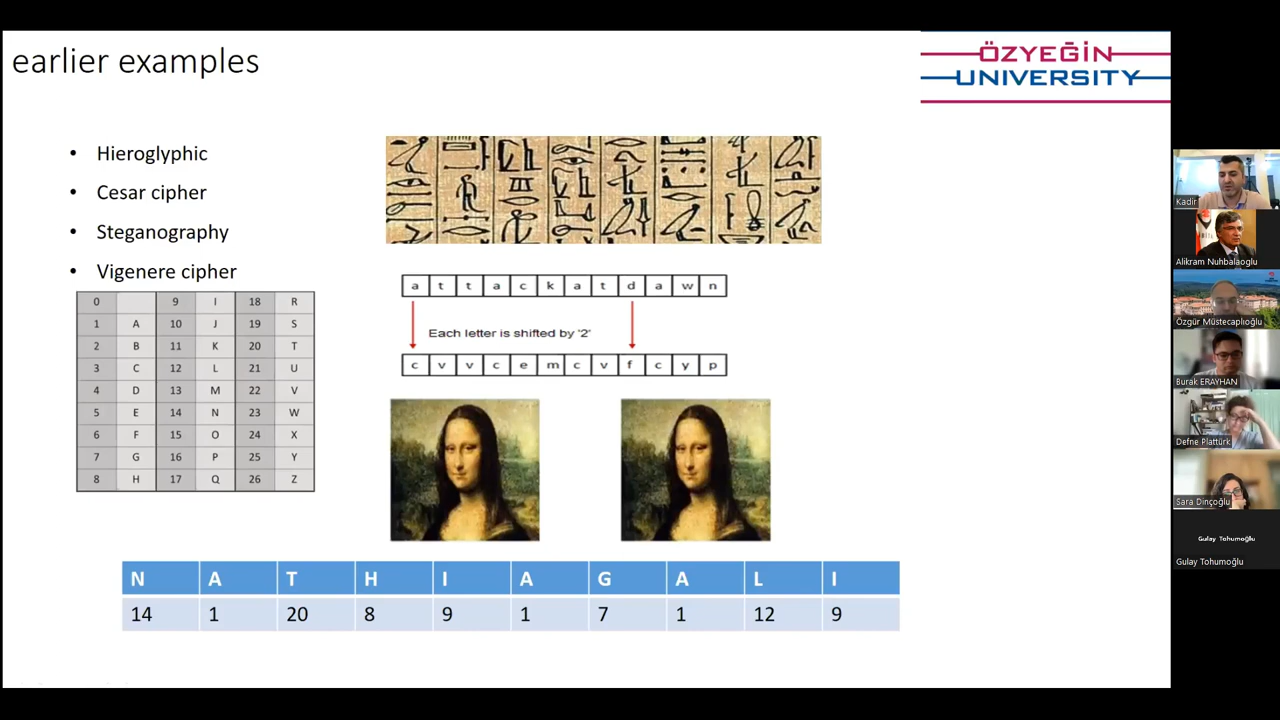 earlier examples
ÖZYEĞİN
UNIVERSITY
• Hieroglyphic
• Cesar cipher
• Steganography
• Vigenere cipher
0 9 I 18 R
1 A 10 J 19 S
2 B 11 K 20 T
3 C 12 L 21 U
4 D 13 M 22 V
5 E 14 N 23 W
6 F 15 O 24 X
7 G 16 P 25 Y
8 H 17 Q 26 Z
a t t a c k a t d a w n
Each letter is shifted by '2'
c v v c e m c v f c y p
N A T H I A G A L I
14 1 20 8 9 1 7 1 12 9
Kadir
Alikram Nuhbalaoglu
Özgür Müstecaplıoğlu
Burak ERAYHAN
Defne Plattürk
Sara Dinçoğlu
Gulay Tohumoğlu
Gulay Tohumoğlu